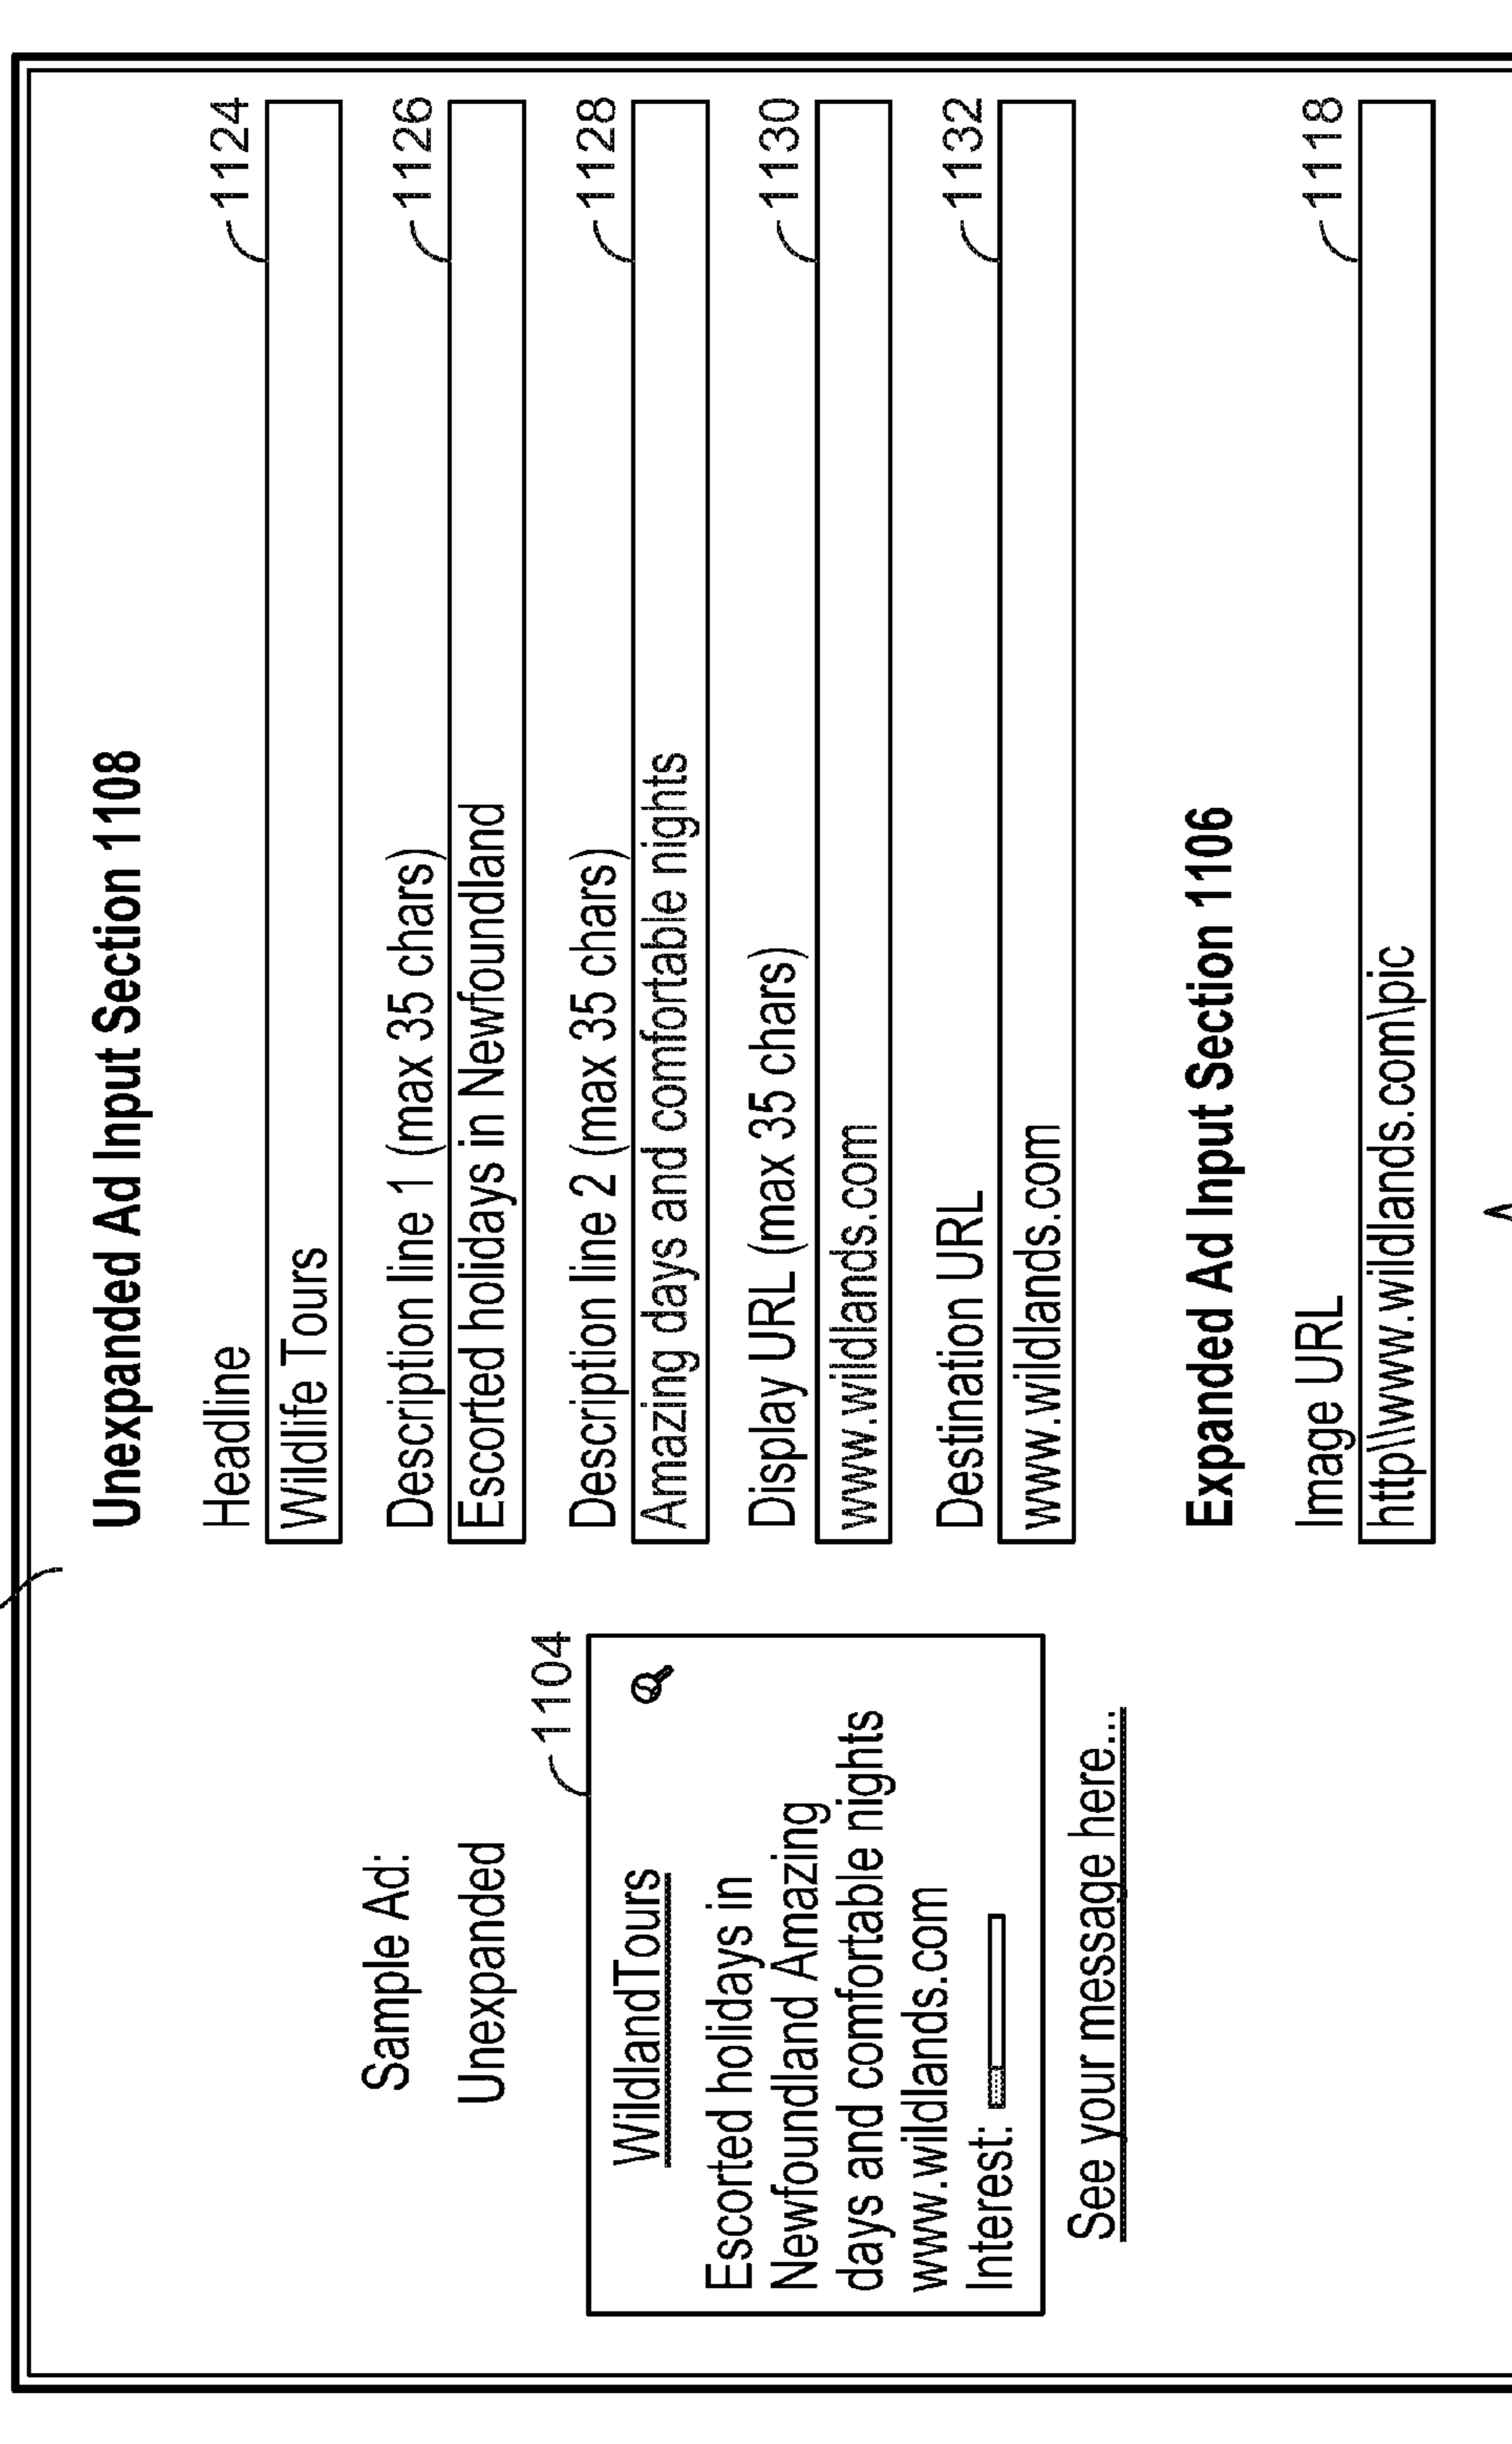 Sample Ad:
Unexpanded
1104
WildlandTours
Escorted holidays in
Newfoundland Amazing
days and comfortable nights
www.wildlands.com
Interest:
See your message here...
Unexpanded Ad Input Section 1108
Headline
1124
Wildlife Tours
Description line 1 (max 35 chars)
1126
Escorted holidays in Newfoundland
Description line 2 (max 35 chars)
1128
Amazing days and comfortable nights
Display URL (max 35 chars)
1130
www.wildlands.com
Destination URL
1132
www.wildlands.com
Expanded Ad Input Section 1106
Image URL
1118
http\\www.wildlands.com\pic